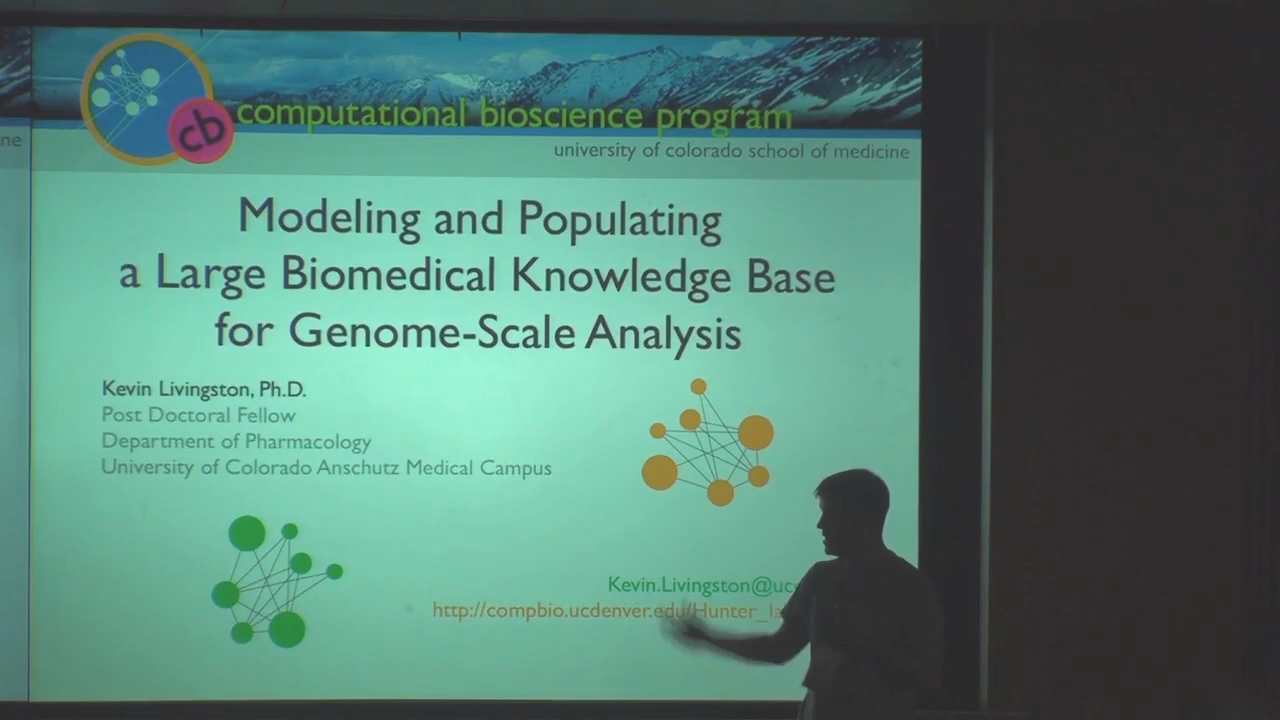 cb
computational bioscience program
ne
university of colorado school of medicine
Modeling and Populating
a Large Biomedical Knowledge Base
for Genome-Scale Analysis
Kevin Livingston, Ph.D.
Post Doctoral Fellow
Department of Pharmacology
University of Colorado Anschutz Medical Campus
Kevin.Livingston@uc
http://compbio.ucdenver.edu/Hunter_la